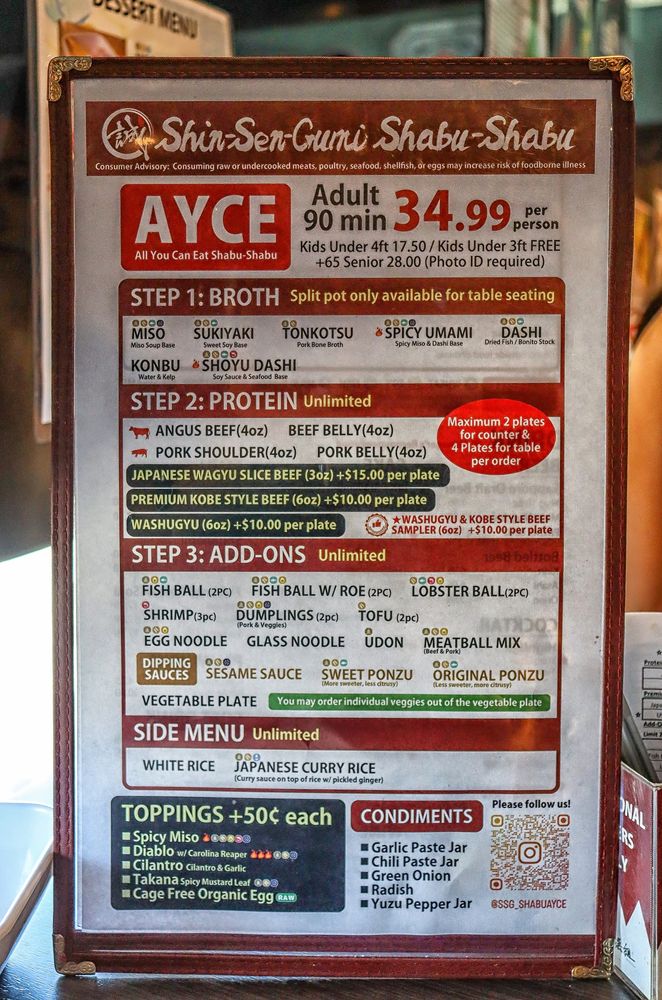 DESSERT MENU
Shin-Sen-Gumi Shabu-Shabu
Consumer Advisory: Consuming raw or undercooked meats, poultry, seafood, shellfish, or eggs may increase risk of foodborne illness
AYCE
All You Can Eat Shabu-Shabu
Adult
90 min 34.99 per person
Kids Under 4ft 17.50 / Kids Under 3ft FREE
+65 Senior 28.00 (Photo ID required)
STEP 1: BROTH Split pot only available for table seating
MISO SUKIYAKI TONKOTSU SPICY UMAMI DASHI
Miso Soup Base Sweet Soy Base Pork Bone Broth Spicy Miso & Dashi Base Dried Fish / Bonito Stock
KONBU SHOYU DASHI
Water & Kelp Soy Sauce & Seafood Base
STEP 2: PROTEIN Unlimited
Maximum 2 plates
for counter &
4 Plates for table
per order
ANGUS BEEF(4oz) BEEF BELLY(4oz)
PORK SHOULDER(4oz) PORK BELLY(4oz)
JAPANESE WAGYU SLICE BEEF (3oz) +$15.00 per plate
PREMIUM KOBE STYLE BEEF (6oz) +$10.00 per plate
WASHUGYU (6oz) +$10.00 per plate
★WASHUGYU & KOBE STYLE BEEF
SAMPLER (6oz) +$10.00 per plate
STEP 3: ADD-ONS Unlimited
FISH BALL(2PC) FISH BALL W/ ROE(2PC) LOBSTER BALL(2PC)
SHRIMP(3pc) DUMPLINGS (2pc) TOFU (2pc)
(Pork & Veggies)
EGG NOODLE GLASS NOODLE UDON MEATBALL MIX
(Beef & Pork)
DIPPING
SAUCES
SESAME SAUCE SWEET PONZU ORIGINAL PONZU
(More sweeter, less citrusy) (Less sweeter, more citrusy)
VEGETABLE PLATE You may order individual veggies out of the vegetable plate
SIDE MENU Unlimited
WHITE RICE JAPANESE CURRY RICE
(Curry sauce on top of rice w/ pickled ginger)
TOPPINGS +50¢ each
Spicy Miso
Diablo w/ Carolina Reaper
Cilantro Cilantro & Garlic
Takana Spicy Mustard Leaf
Cage Free Organic Egg RAW
CONDIMENTS
Garlic Paste Jar
Chili Paste Jar
Green Onion
Radish
Yuzu Pepper Jar
Please follow us!
@SSG_SHABUAYCE